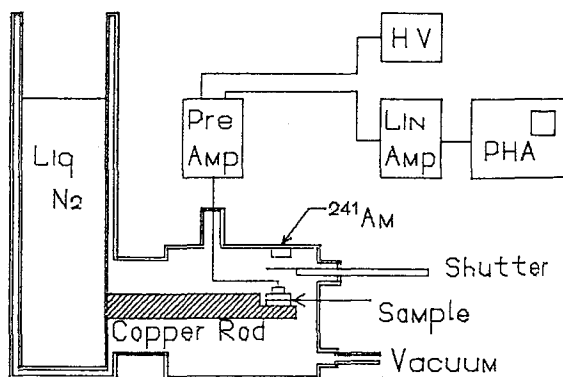 HV
Pre
Amp
Lin
Amp
PHA
Liq
N2
241Am
Shutter
Sample
Copper Rod
Vacuum